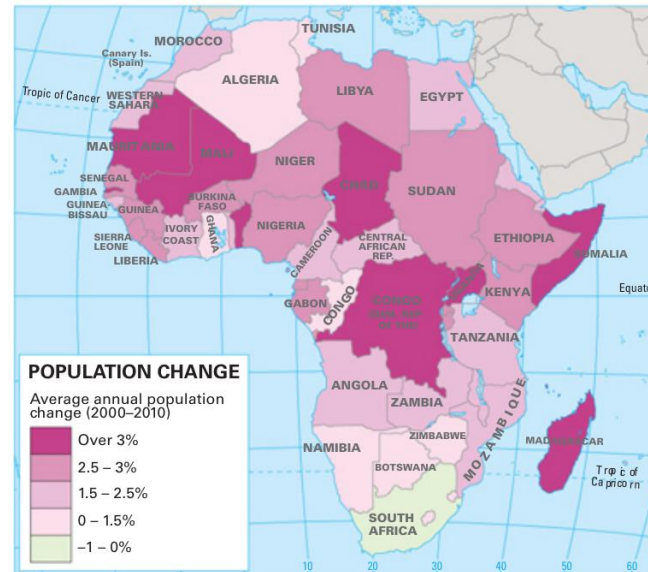 TUNISIA
MOROCCO
Canary Is.
(Spain)
ALGERIA
Tropic of Cancer
WESTERN
SAHARA
LIBYA
EGYPT
MAURITANIA
MALI
NIGER
CHAD
SUDAN
SENEGAL
GAMBIA
GUINEA
BISSAU
GUINEA
BURKINA
FASO
SIERRA
LEONE
LIBERIA
IVORY
COAST
GHANA
NIGERIA
CAMEROON
CENTRAL
AFRICAN
REP.
ETHIOPIA
SOMALIA
GABON
CONGO
CONGO
KENYA
Equato
TANZANIA
ANGOLA
ZAMBIA
MOZAMBIQUE
NAMIBIA
ZIMBABWE
BOTSWANA
MADAGASCAR
Tropic of
Capricorn
SOUTH
AFRICA
POPULATION CHANGE
Average annual population
change (2000–2010)
Over 3%
2.5 – 3%
1.5 – 2.5%
0 – 1.5%
–1 – 0%
10
20
30
40
50
60